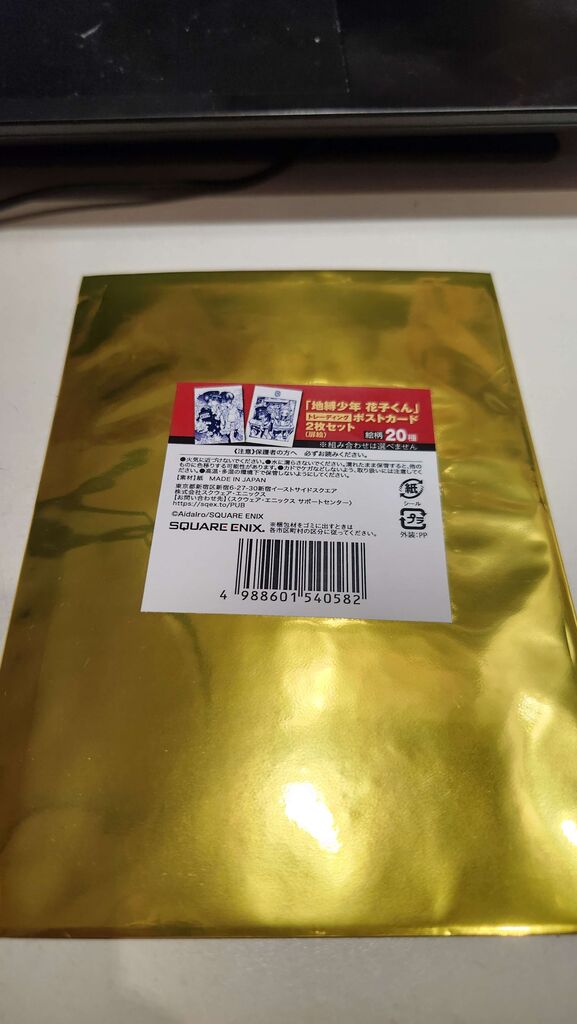 「地縛少年 花子くん」
トレーディング ポストカード
2枚セット
(扉絵) 絵柄 20種
※組み合わせは選べません
《注意》保護者の方へ 必ずお読みください。
●火気に近づけないでください。●水に濡らさないでください。濡れたまま保管すると、他の
ものに色移りする可能性があります。●カドでケガなどしないよう、取り扱いには注意してく
ださい。●高温・多湿の環境下で保管しないようにしてください。
【素材】紙 MADE IN JAPAN
東京都新宿区新宿6-27-30新宿イーストサイドスクエア
株式会社スクウェア・エニックス
【お問い合わせ先】〈スクウェア・エニックス サポートセンター〉
https://sqex.to/PUB
©AidaIro/SQUARE ENIX
SQUARE ENIX.
※梱包材をゴミに出すときは
各市区町村の区分に従ってください。
紙
シール
プラ
外装:PP
4 988601 540582